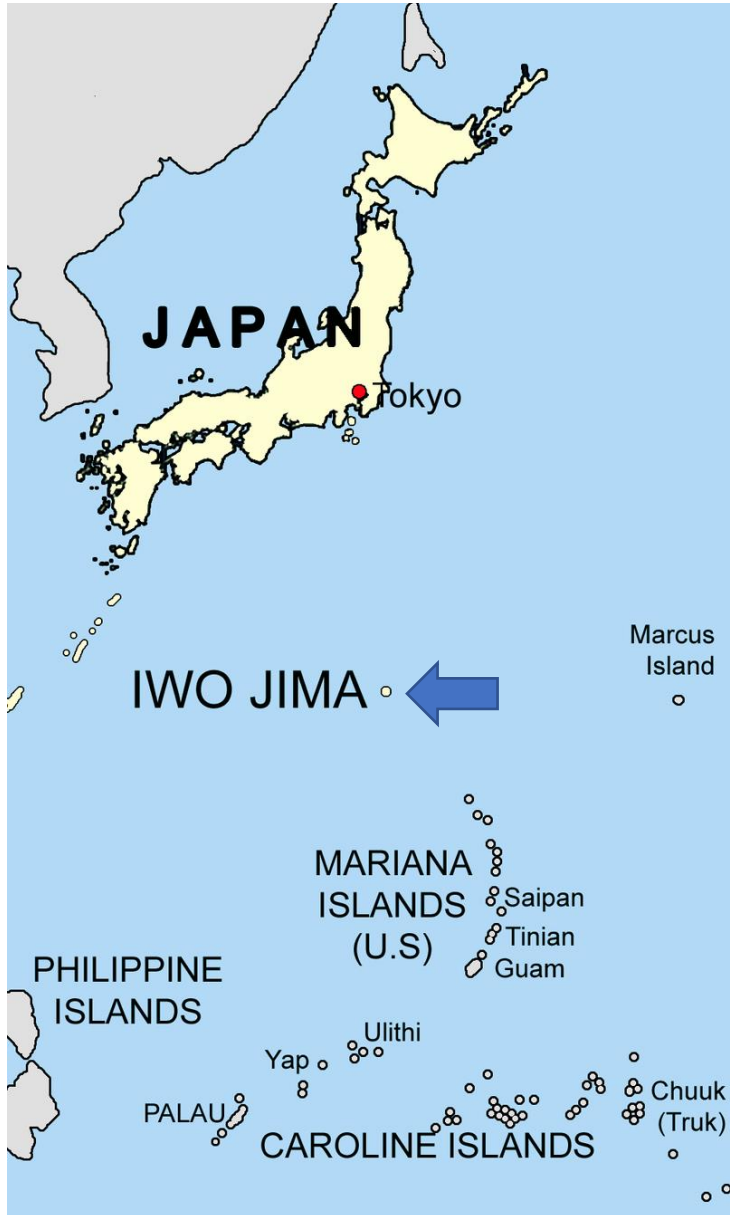 JAPAN
Tokyo
Marcus
Island
IWO JIMA
MARIANA
ISLANDS
(U.S)
Saipan
Tinian
Guam
PHILIPPINE
ISLANDS
Ulithi
Yap
PALAU
Chuuk
(Truk)
CAROLINE ISLANDS